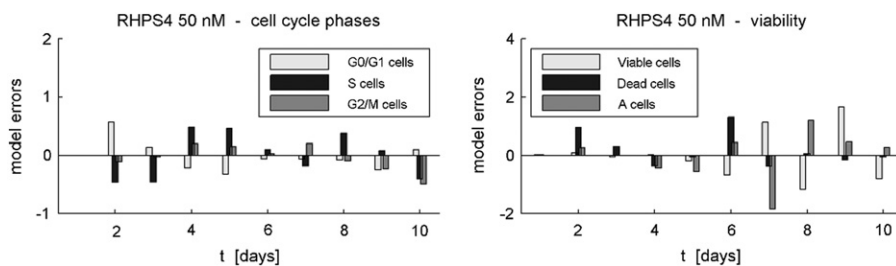 RHPS4 50 nM - cell cycle phases
2
1
0
-1
model errors
G0/G1 cells
S cells
G2/M cells
2 4 6 8 10
t [days]
RHPS4 50 nM - viability
4
2
0
-2
-4
model errors
Viable cells
Dead cells
A cells
2 4 6 8 10
t [days]